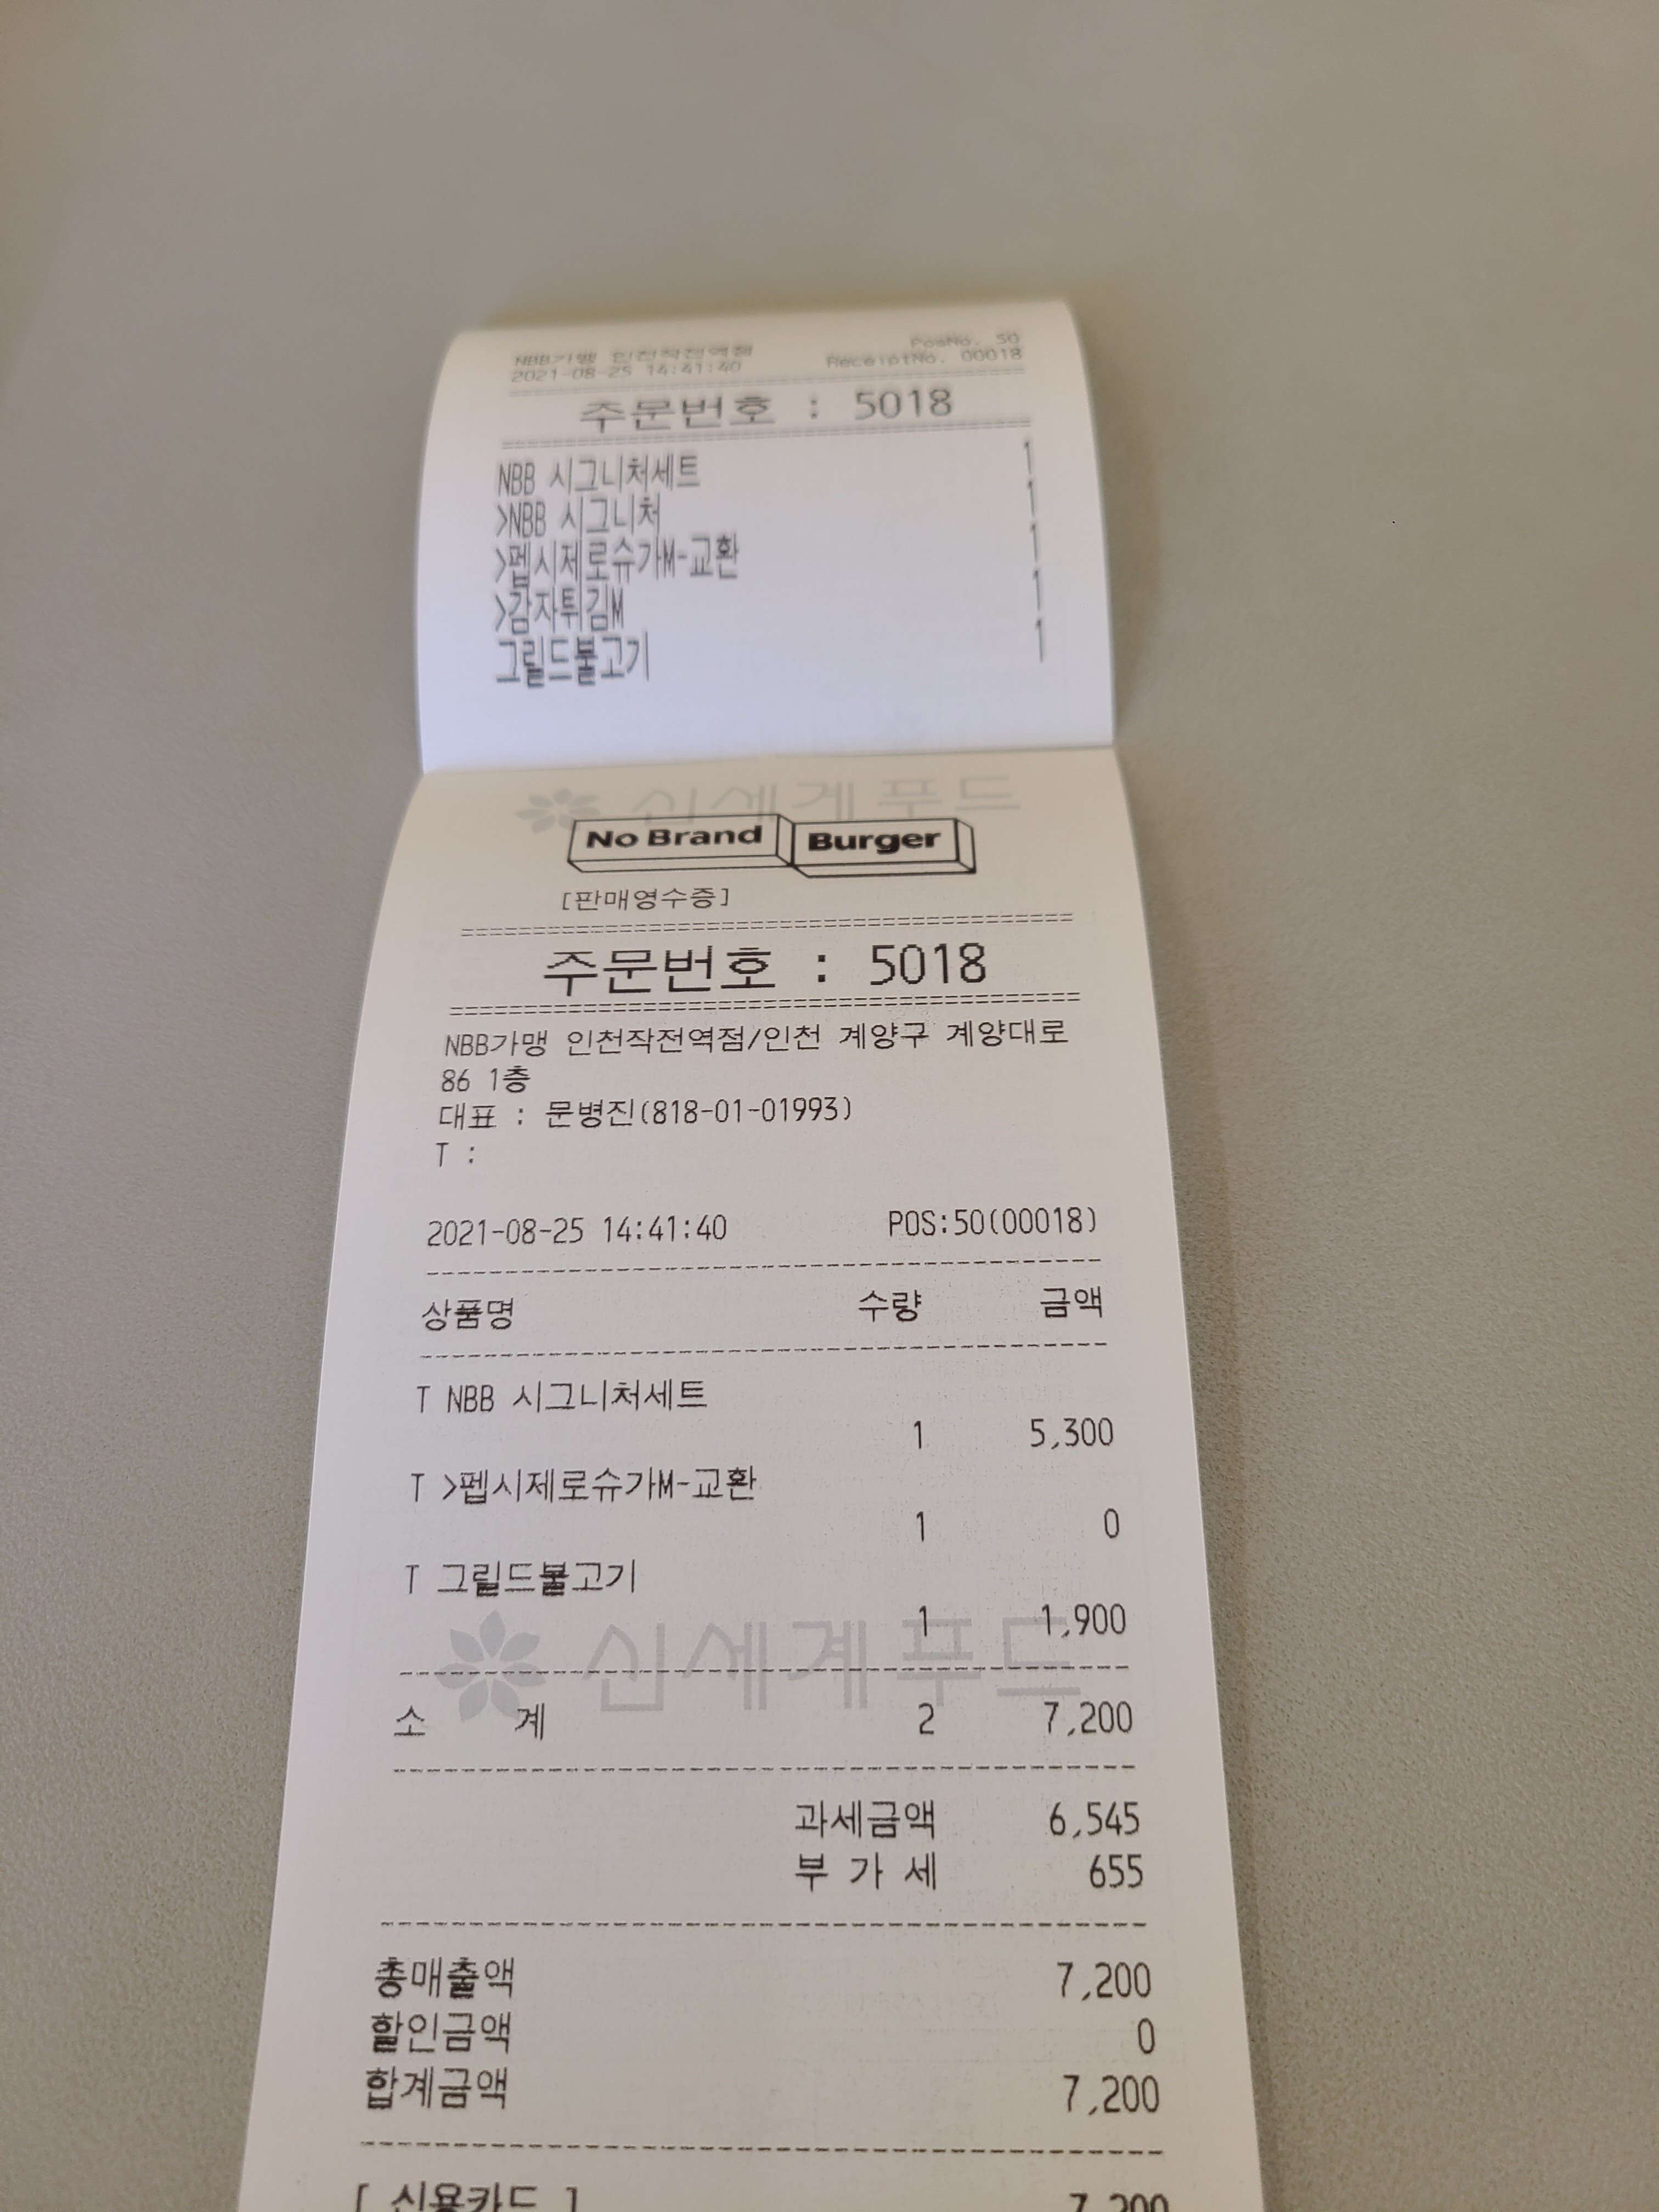 NBB가맹 인천작전역점 PosNo. 50
2021-08-25 14:41:40 ReceiptNo. 00018
주문번호 : 5018
NBB 시그니처세트 1
>NBB 시그니처 1
>펩시제로슈가M-교환 1
>감자튀김M 1
그릴드불고기 1
신세계푸드
No Brand Burger
[판매영수증]
주문번호 : 5018
NBB가맹 인천작전역점/인천 계양구 계양대로
86 1층
대표 : 문병진(818-01-01993)
T :
2021-08-25 14:41:40 POS:50(00018)
상품명 수량 금액
T NBB 시그니처세트
1 5,300
T >펩시제로슈가M-교환
1 0
T 그릴드불고기
1 1,900
신세계푸드
소 계 2 7,200
과세금액 6,545
부 가 세 655
총매출액 7,200
할인금액 0
합계금액 7,200
[ 신용카드 ] 7,200